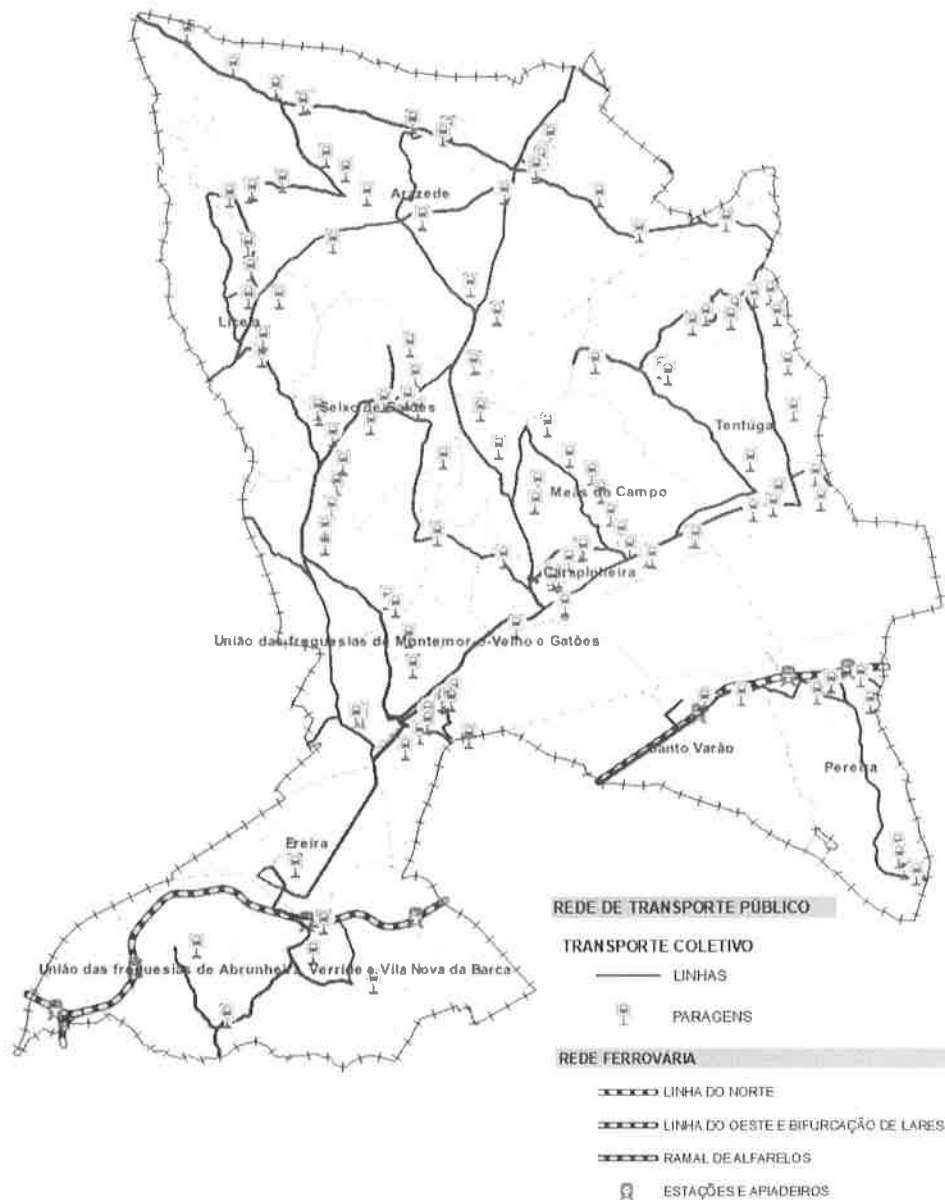 Arazede
Liceia
Seixo de Gatões
Tentúga
Meãs do Campo
Carapinheira
União das freguesias de Montemor-o-Velho e Gatões
Santo Varão
Pereira
Ereira
União das freguesias de Abrunheira, Verride e Vila Nova da Barca
REDE DE TRANSPORTE PÚBLICO
TRANSPORTE COLETIVO
LINHAS
PARAGENS
REDE FERROVÁRIA
LINHA DO NORTE
LINHA DO OESTE E BIFURCAÇÃO DE LARES
RAMAL DE ALFARELOS
ESTAÇÕES E APIADEIROS